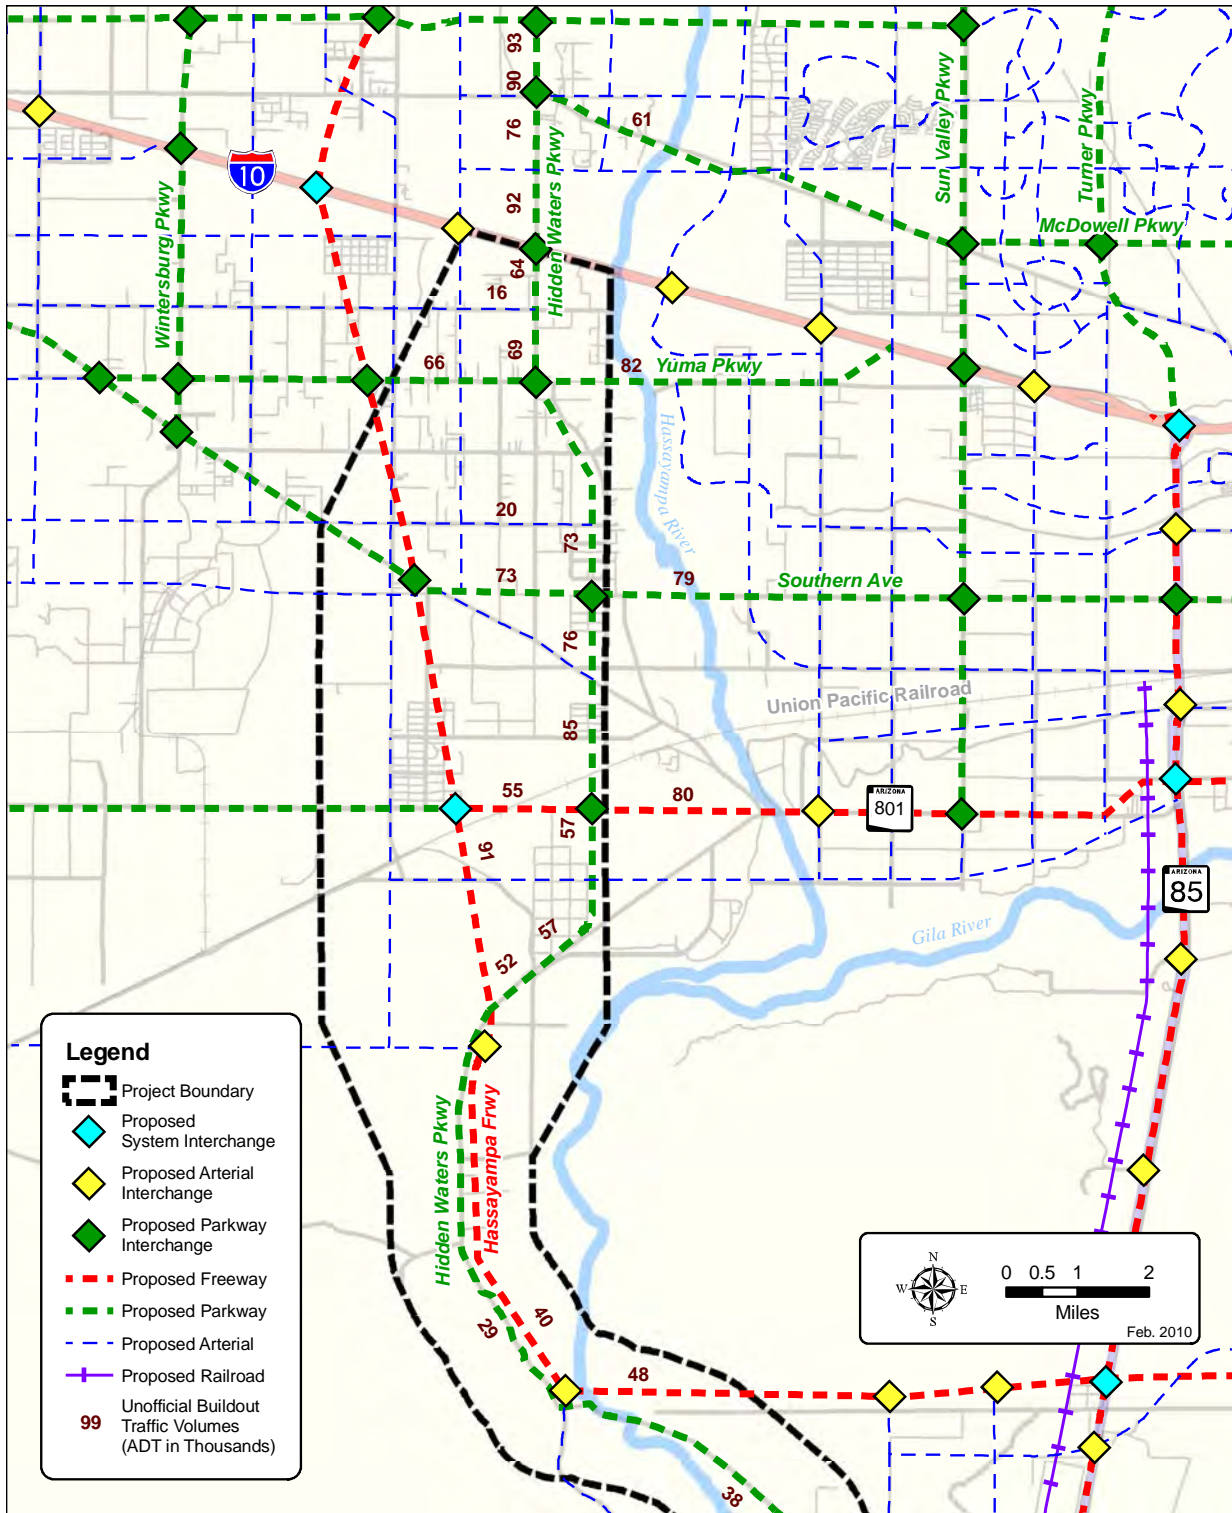 93
90
76
61
92
Hidden Waters Pkwy
Sun Valley Pkwy
Turner Pkwy
McDowell Pkwy
10
Wintersburg Pkwy
64
16
69
66
82
Yuma Pkwy
Hassayampa River
20
73
73
79
Southern Ave
76
85
Union Pacific Railroad
55
80
ARIZONA
801
57
91
ARIZONA
85
57
52
Gila River
Hidden Waters Pkwy
Hassayampa Frwy
40
29
48
38
Legend
Project Boundary
Proposed
System Interchange
Proposed Arterial
Interchange
Proposed Parkway
Interchange
Proposed Freeway
Proposed Parkway
Proposed Arterial
Proposed Railroad
99
Unofficial Buildout
Traffic Volumes
(ADT in Thousands)
N
W E
S
0 0.5 1 2
Miles
Feb. 2010